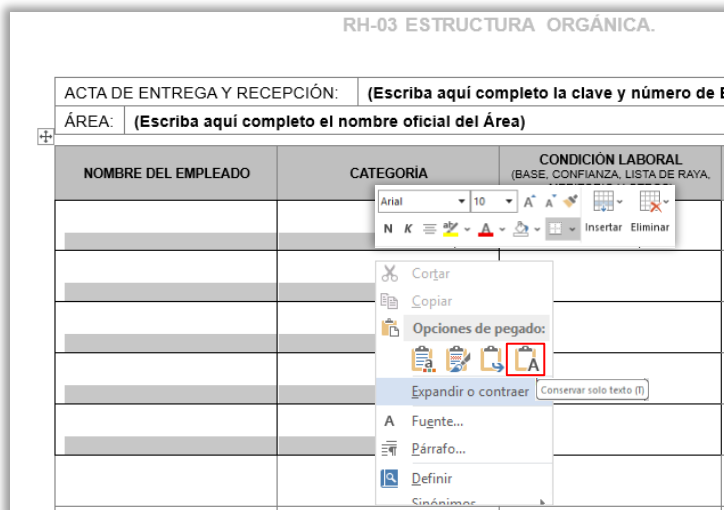 RH-03 ESTRUCTURA ORGÁNICA.
ACTA DE ENTREGA Y RECEPCIÓN: (Escriba aquí completo la clave y número de
ÁREA: (Escriba aquí completo el nombre oficial del Área)
NOMBRE DEL EMPLEADO
CATEGORÍA
CONDICIÓN LABORAL
(BASE, CONFIANZA, LISTA DE RAYA,
Arial 10 A A
N K ab A Insertar Eliminar
Cortar
Copiar
Opciones de pegado:
a A
Expandir o contraer
Conservar solo texto (T)
A Fuente...
Párrafo...
Definir
Sinónimos